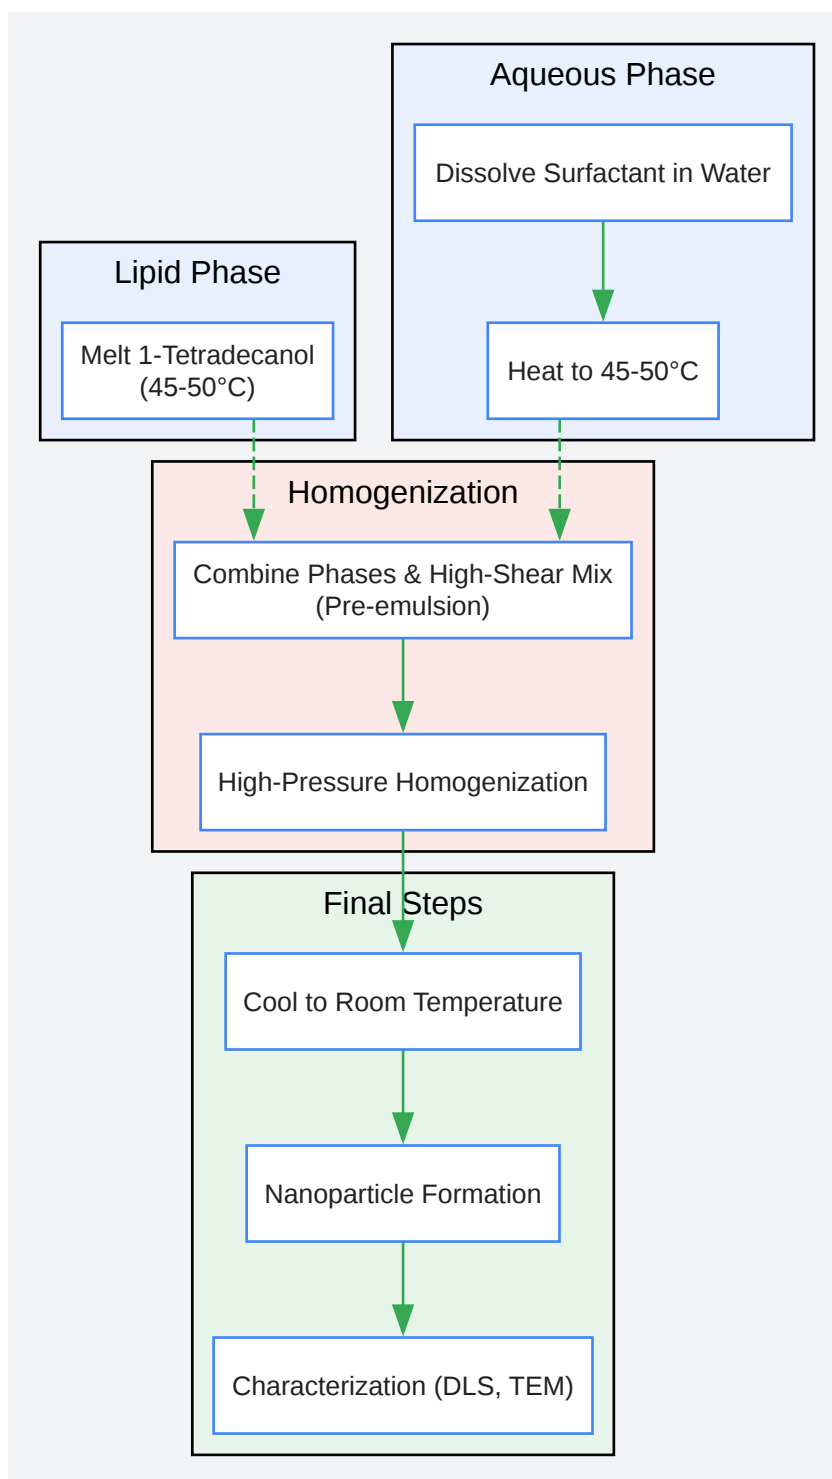 Aqueous Phase
Dissolve Surfactant in Water
Lipid Phase
Melt 1-Tetradecanol
(45-50°C)
Heat to 45-50°C
Homogenization
Combine Phases & High-Shear Mix
(Pre-emulsion)
High-Pressure Homogenization
Final Steps
Cool to Room Temperature
Nanoparticle Formation
Characterization (DLS, TEM)